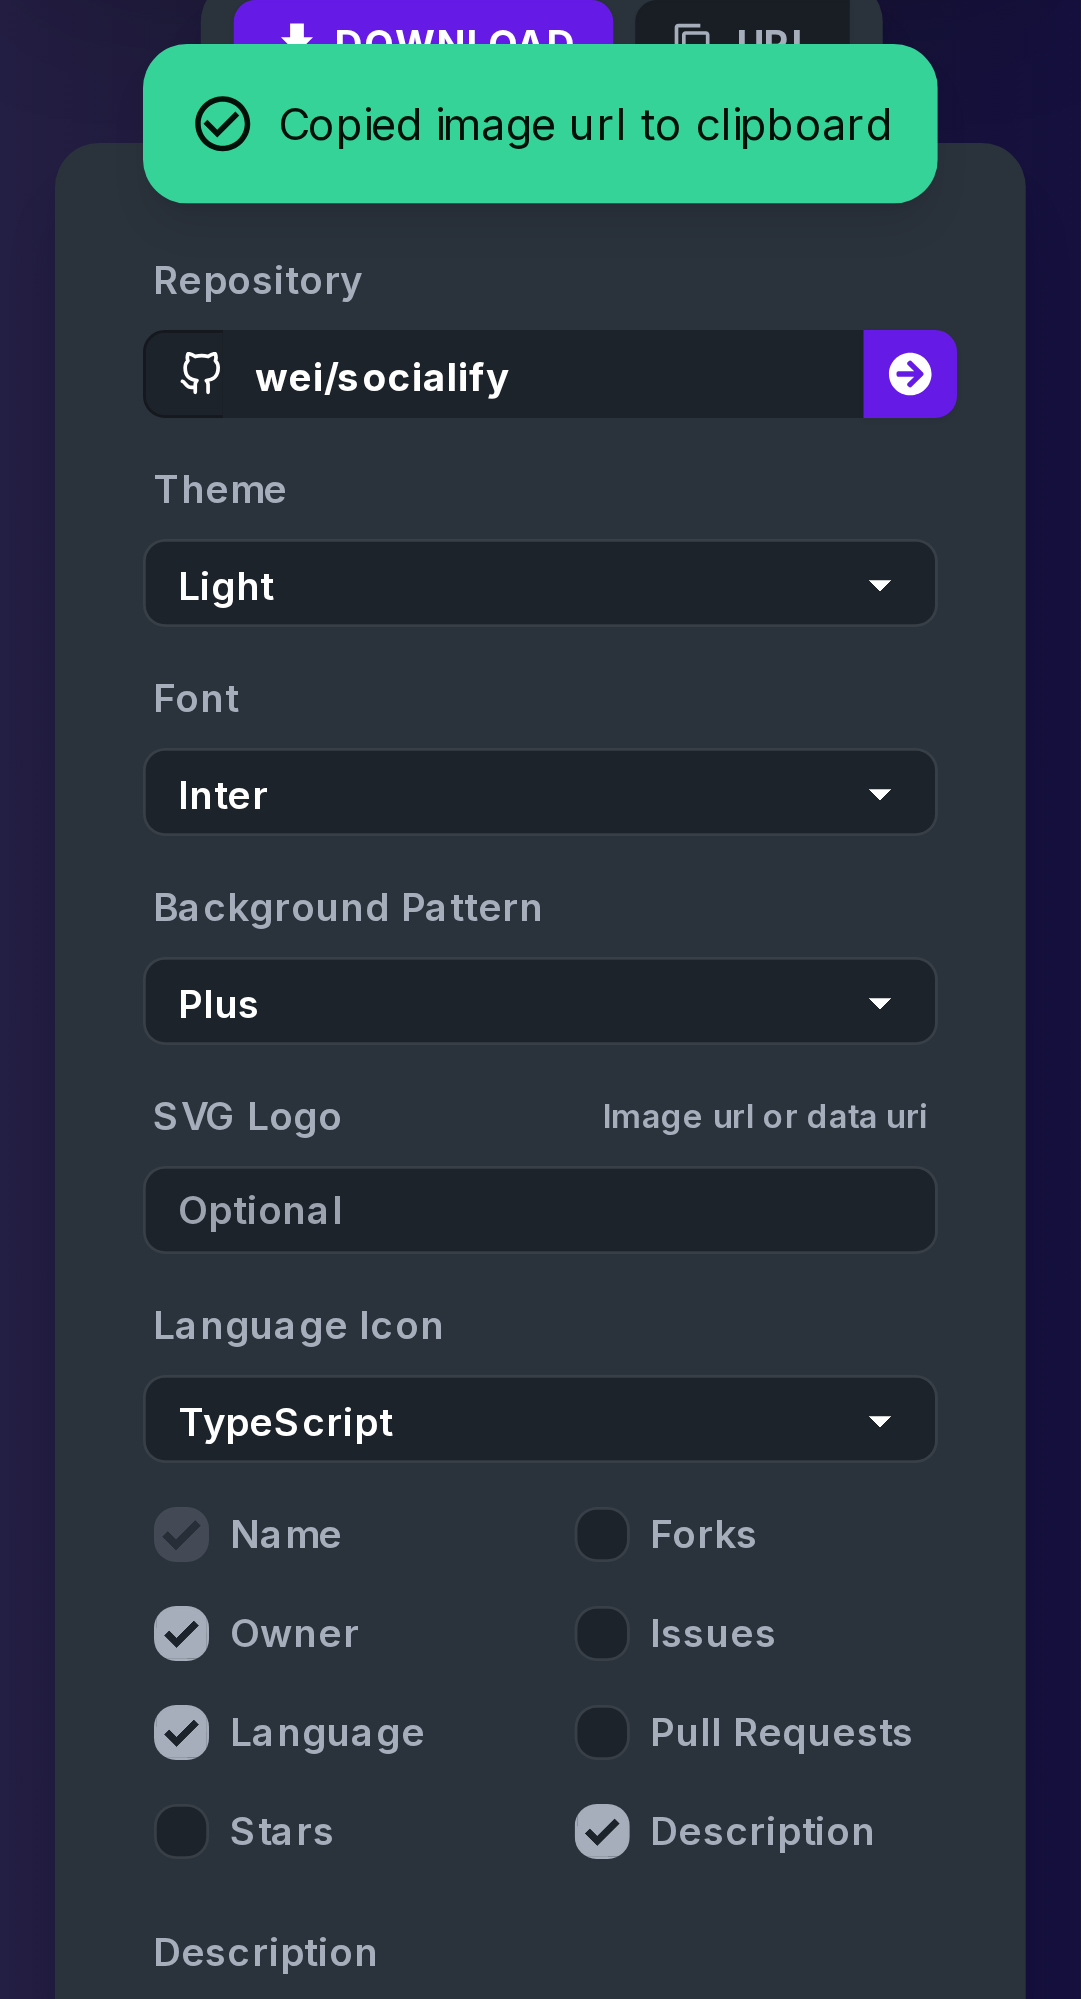 DOWNLOAD URL
Copied image url to clipboard
Repository
wei/socialify
Theme
Light
Font
Inter
Background Pattern
Plus
SVG Logo Image url or data uri
Optional
Language Icon
TypeScript
Name Forks
Owner Issues
Language Pull Requests
Stars Description
Description